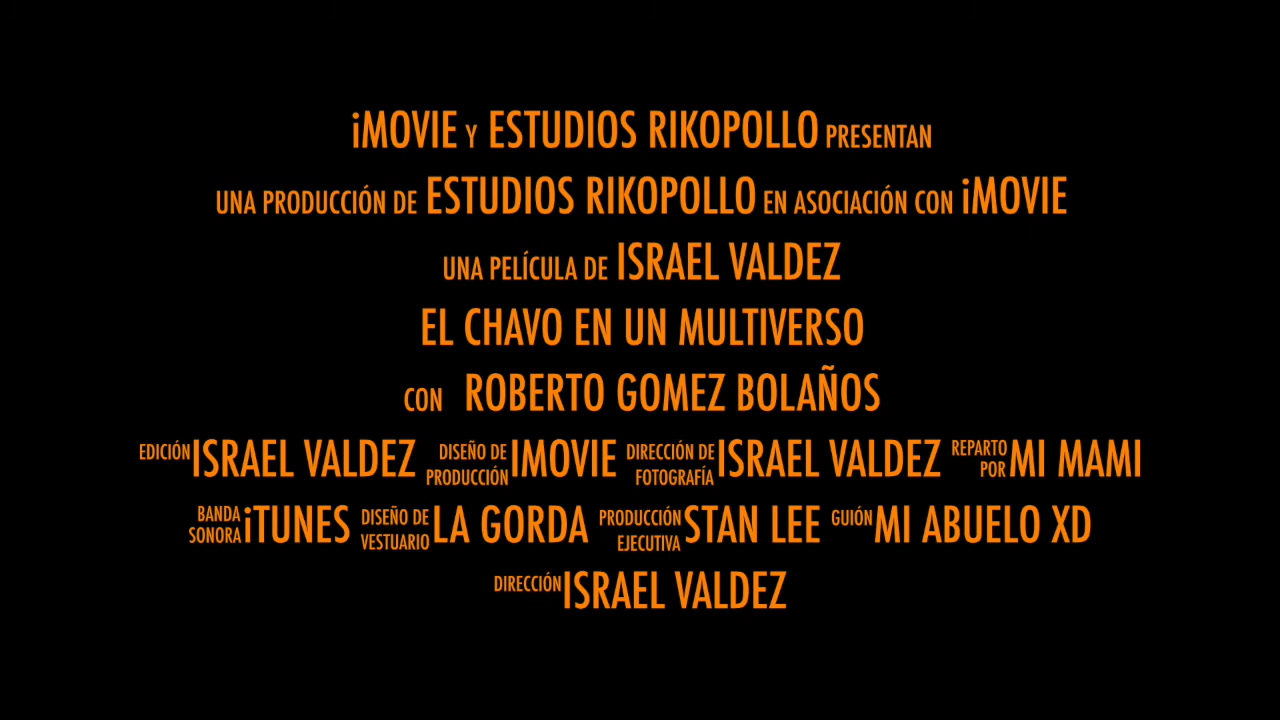 iMOVIE Y ESTUDIOS RIKOPOLLO PRESENTAN
UNA PRODUCCIÓN DE ESTUDIOS RIKOPOLLO EN ASOCIACIÓN CON iMOVIE
UNA PELÍCULA DE ISRAEL VALDEZ
EL CHAVO EN UN MULTIVERSO
CON ROBERTO GOMEZ BOLAÑOS
EDICIÓN ISRAEL VALDEZ DISEÑO DE PRODUCCIÓN IMOVIE DIRECCIÓN DE FOTOGRAFÍA ISRAEL VALDEZ REPARTO POR MI MAMI
BANDA SONORA iTUNES DISEÑO DE VESTUARIO LA GORDA PRODUCCIÓN EJECUTIVA STAN LEE GUIÓN MI ABUELO XD
DIRECCIÓN ISRAEL VALDEZ